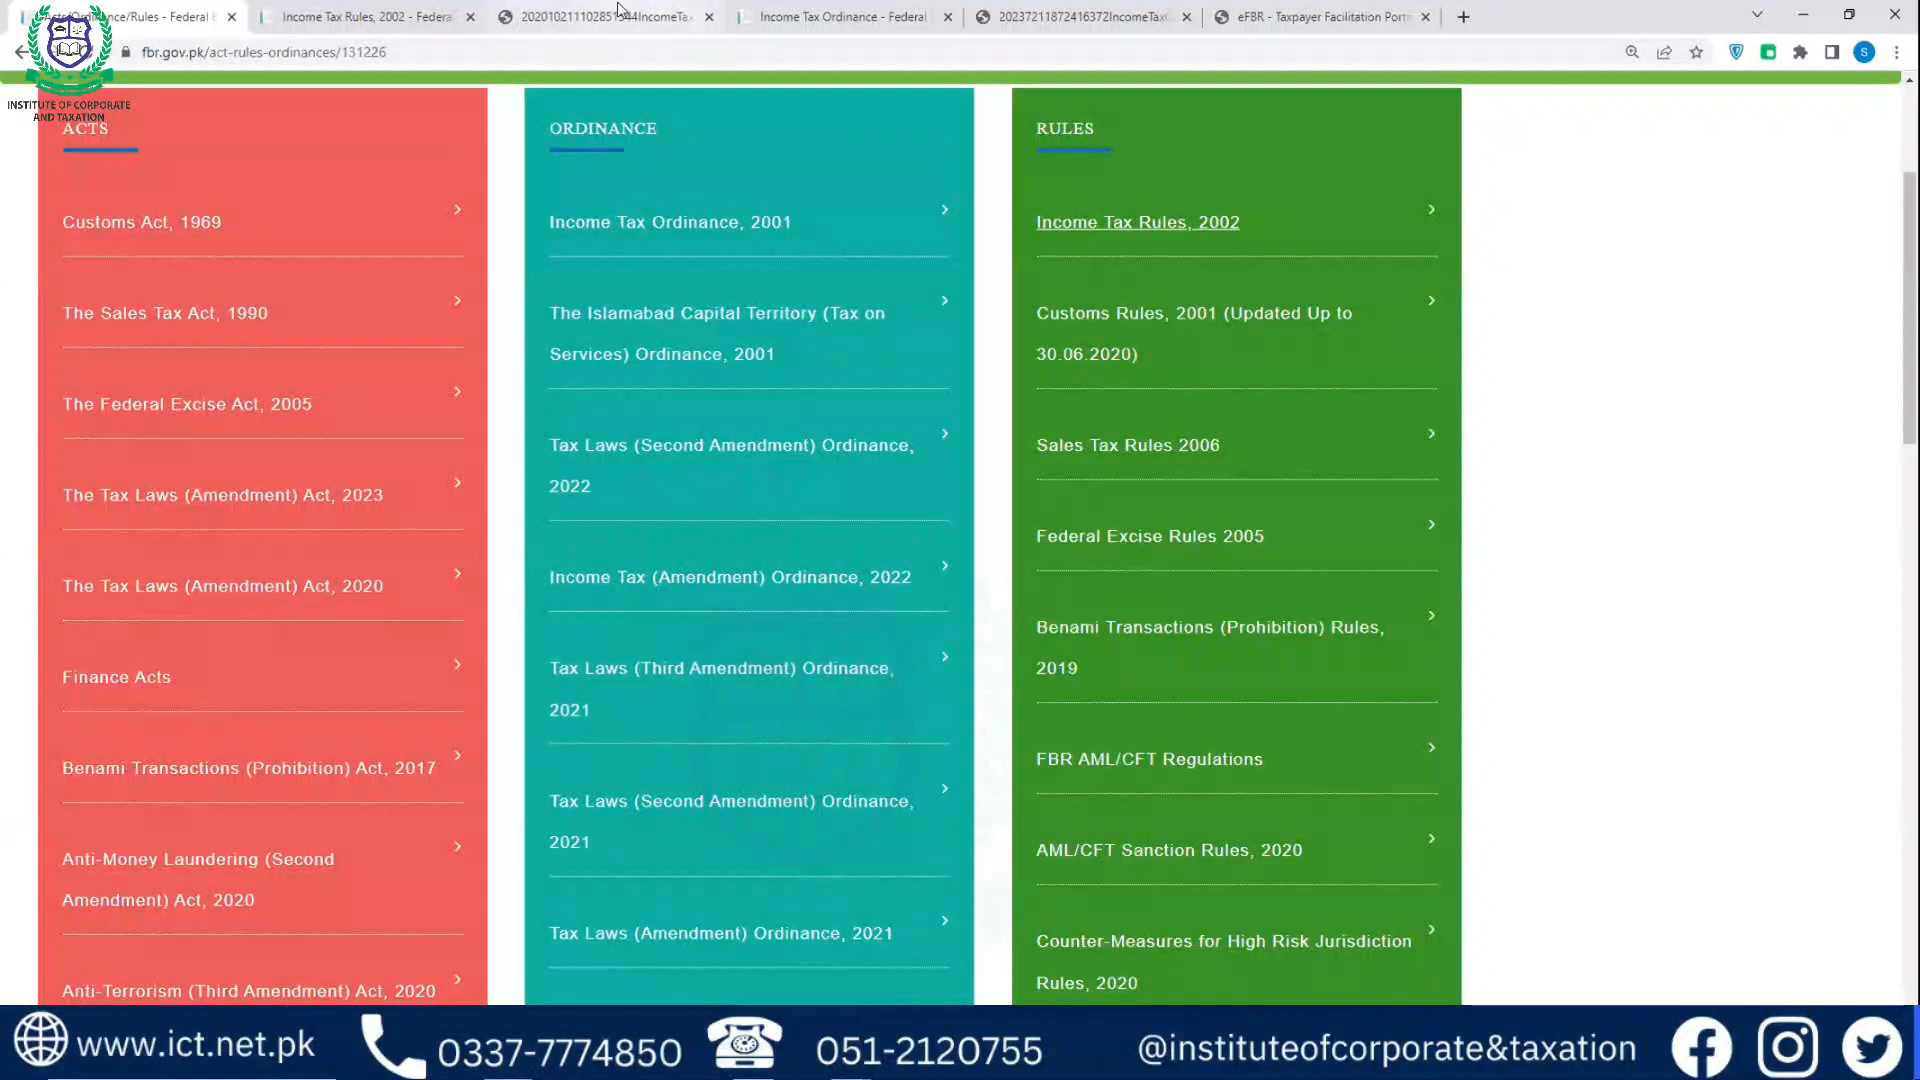 Income Tax Rules, 2002 - Federa
Income Tax Ordinance - Federal
eFBR - Taxpayer Facilitation Port
fbr.gov.pk/act-rules-ordinances/131226
S
INSTITUTE OF CORPORATE
AND TAXATION
ACTS
Customs Act, 1969
The Sales Tax Act, 1990
The Federal Excise Act, 2005
The Tax Laws (Amendment) Act, 2023
The Tax Laws (Amendment) Act, 2020
Finance Acts
Benami Transactions (Prohibition) Act, 2017
Anti-Money Laundering (Second
Amendment) Act, 2020
Anti-Terrorism (Third Amendment) Act, 2020
ORDINANCE
Income Tax Ordinance, 2001
The Islamabad Capital Territory (Tax on
Services) Ordinance, 2001
Tax Laws (Second Amendment) Ordinance,
2022
Income Tax (Amendment) Ordinance, 2022
Tax Laws (Third Amendment) Ordinance,
2021
Tax Laws (Second Amendment) Ordinance,
2021
Tax Laws (Amendment) Ordinance, 2021
RULES
Income Tax Rules, 2002
Customs Rules, 2001 (Updated Up to
30.06.2020)
Sales Tax Rules 2006
Federal Excise Rules 2005
Benami Transactions (Prohibition) Rules,
2019
FBR AML/CFT Regulations
AML/CFT Sanction Rules, 2020
Counter-Measures for High Risk Jurisdiction
Rules, 2020
www.ict.net.pk
0337-7774850
051-2120755
@instituteofcorporate&taxation